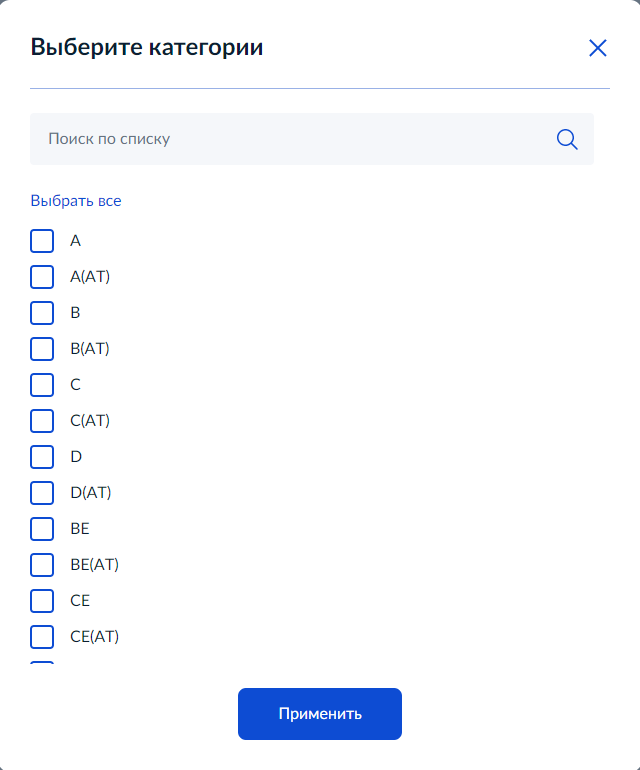 Выберите категории
Поиск по списку
Выбрать все
A
A(AT)
B
B(AT)
C
C(AT)
D
D(AT)
BE
BE(AT)
CE
CE(AT)
Применить